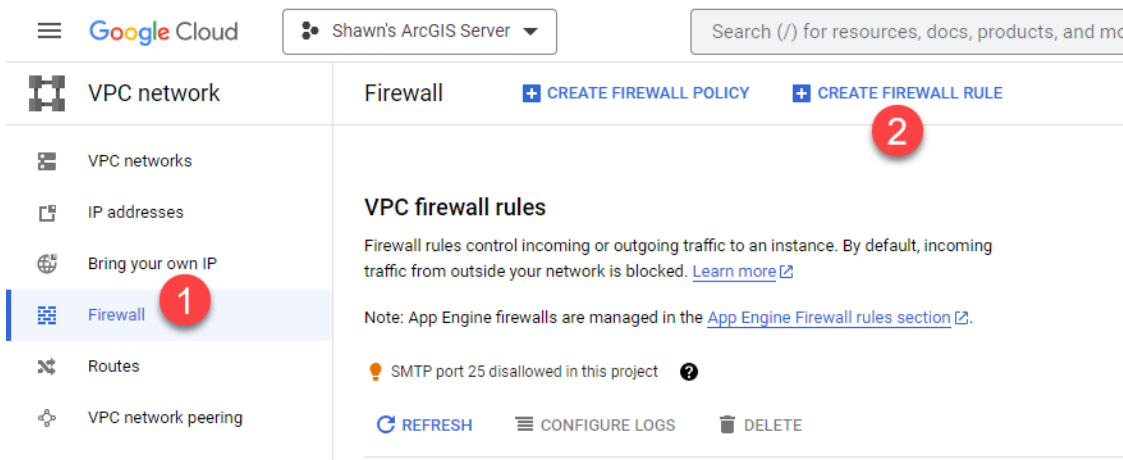 Google Cloud
Shawn's ArcGIS Server
Search (/) for resources, docs, products, and mo
VPC network
Firewall
CREATE FIREWALL POLICY
CREATE FIREWALL RULE
2
VPC networks
IP addresses
Bring your own IP
Firewall
1
Routes
VPC network peering
VPC firewall rules
Firewall rules control incoming or outgoing traffic to an instance. By default, incoming
traffic from outside your network is blocked. Learn more
Note: App Engine firewalls are managed in the App Engine Firewall rules section.
SMTP port 25 disallowed in this project ?
REFRESH
CONFIGURE LOGS
DELETE